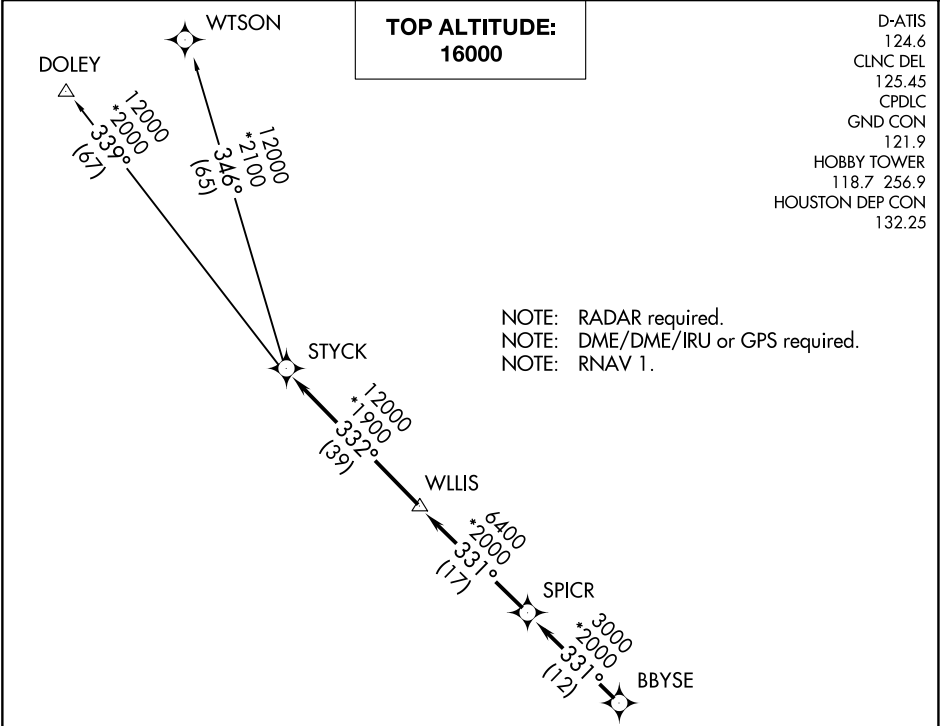 TOP ALTITUDE:
16000
D-ATIS
124.6
CLNC DEL
125.45
CPDLC
GND CON
121.9
HOBBY TOWER
118.7 256.9
HOUSTON DEP CON
132.25
WTSON
DOLEY
12000
*2000
339°
(67)
12000
*2100
346°
(65)
NOTE: RADAR required.
NOTE: DME/DME/IRU or GPS required.
NOTE: RNAV 1.
STYCK
12000
*1900
332°
(39)
WLLIS
6400
*2000
331°
(17)
SPICR
3000
*2000
331°
(12)
BBYSE